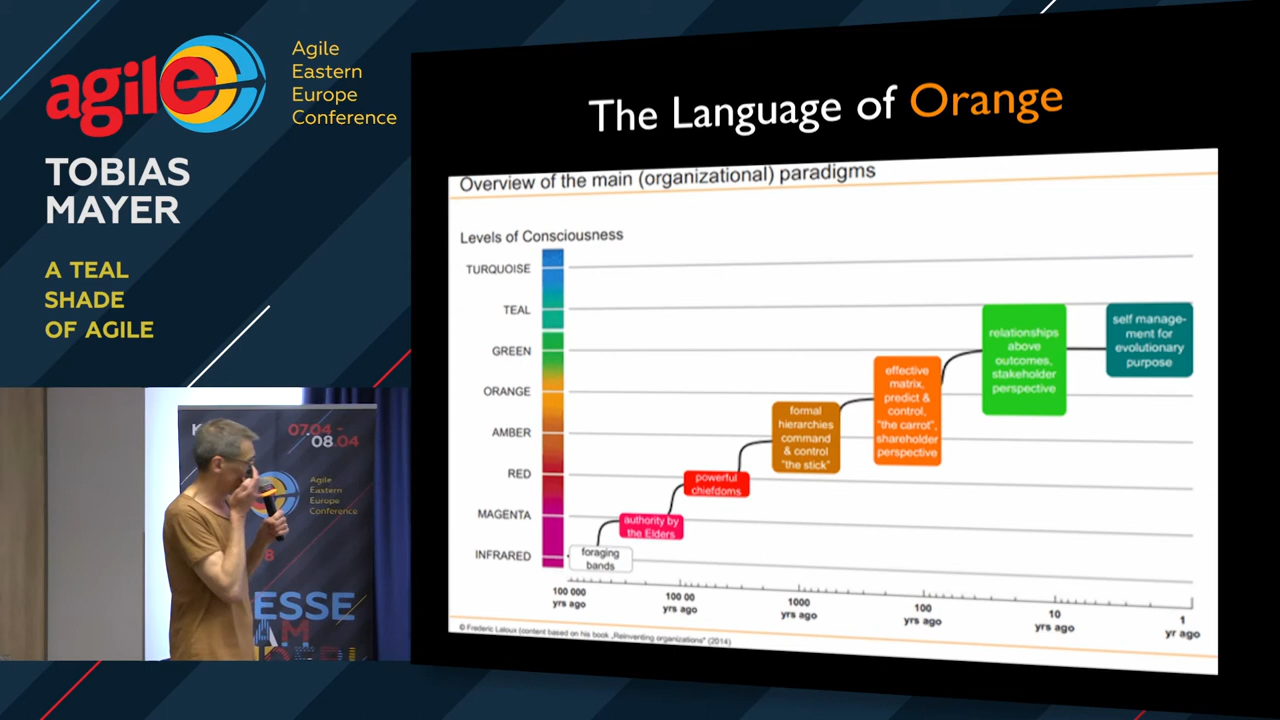 agile
Agile
Eastern
Europe
Conference
TOBIAS
MAYER
A TEAL
SHADE
OF AGILE
07.04 -
08.04
Agile
Eastern
Europe
Conference
8
ESSE
The Language of Orange
Overview of the main (organizational) paradigms
Levels of Consciousness
TURQUOISE
TEAL
GREEN
ORANGE
AMBER
RED
MAGENTA
INFRARED
foraging
bands
authority by
the Elders
powerful
chiefdoms
formal
hierarchies
command
& control
"the stick"
effective
matrix,
predict &
control,
"the carrot",
shareholder
perspective
relationships
above
outcomes,
stakeholder
perspective
self manage-
ment for
evolutionary
purpose
100 000
yrs ago
100 00
yrs ago
1000
yrs ago
100
yrs ago
10
yrs ago
1
yr ago
© Frederic Laloux (content based on his book „Reinventing organizations" (2014)